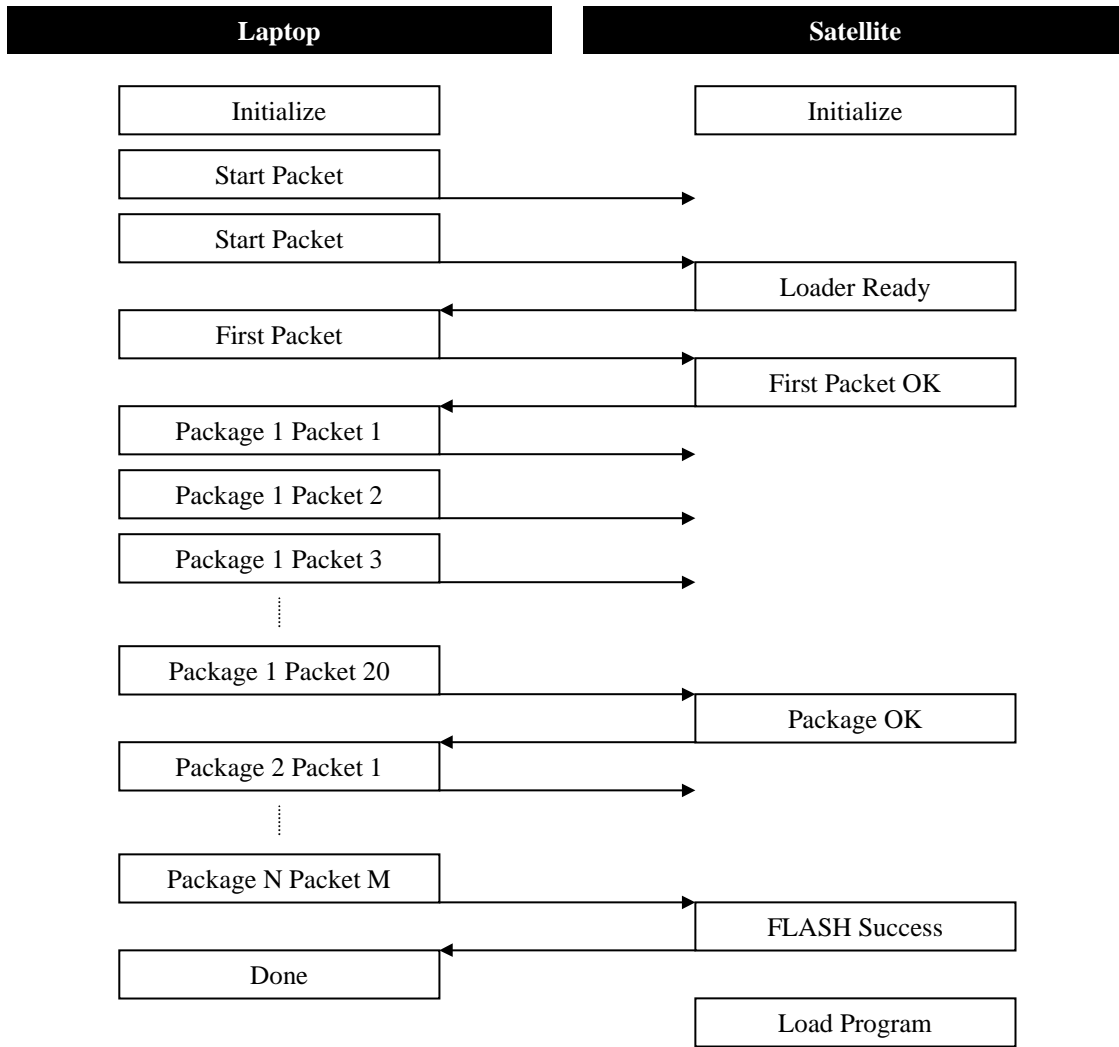 Laptop
Satellite
Initialize
Initialize
Start Packet
Start Packet
Loader Ready
First Packet
First Packet OK
Package 1 Packet 1
Package 1 Packet 2
Package 1 Packet 3
Package 1 Packet 20
Package OK
Package 2 Packet 1
Package N Packet M
FLASH Success
Done
Load Program